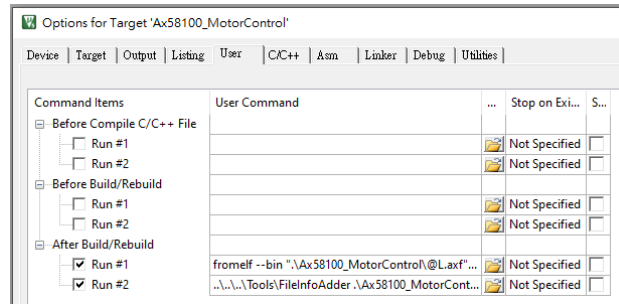 Options for Target 'Ax58100_MotorControl'
Device Target Output Listing User C/C++ Asm Linker Debug Utilities
Command Items User Command ... Stop on Exi... S...
Before Compile C/C++ File
Run #1 Not Specified
Run #2 Not Specified
Before Build/Rebuild
Run #1 Not Specified
Run #2 Not Specified
After Build/Rebuild
Run #1 fromelf --bin ".\Ax58100_MotorControl\@L.axf"... Not Specified
Run #2 ..\..\..\Tools\FileInfoAdder .\Ax58100_MotorCont... Not Specified